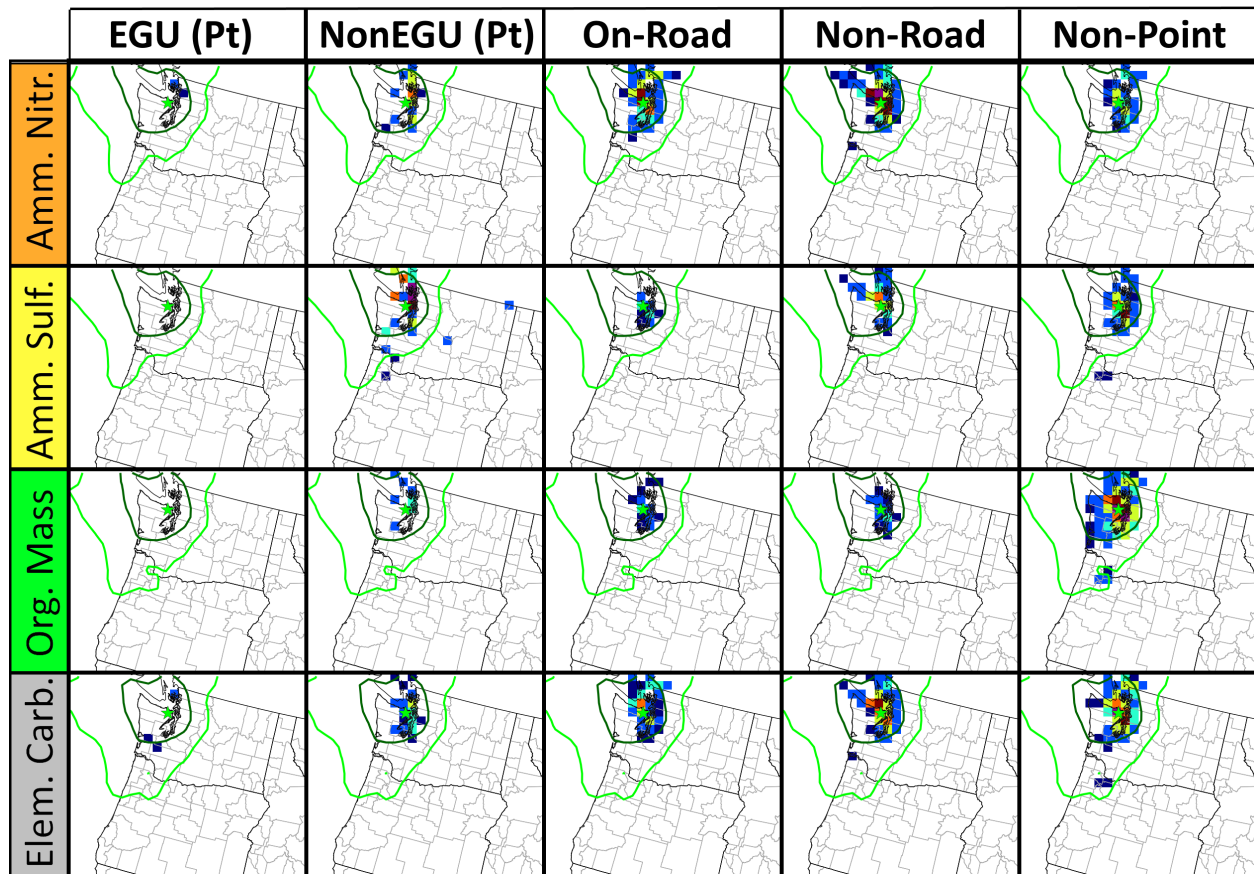 EGU (Pt) NonEGU (Pt) On-Road Non-Road Non-Point
Amm. Nitr.
Amm. Sulf.
Org. Mass
Elem. Carb.